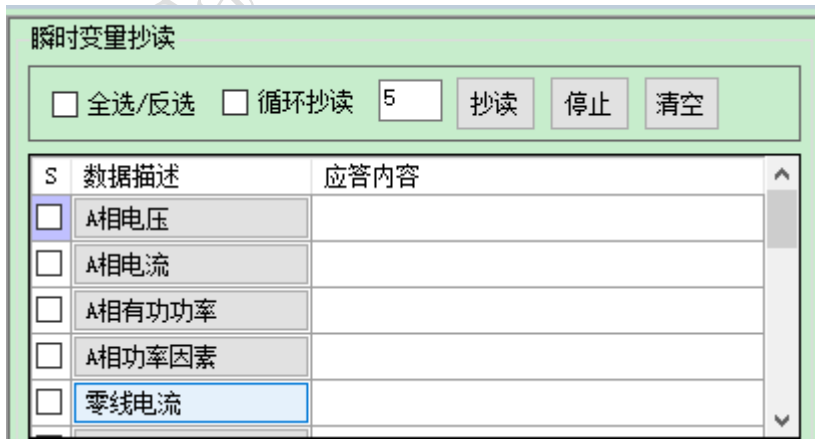 瞬时变量抄读
全选/反选 循环抄读 5 抄读 停止 清空
S 数据描述 应答内容
A相电压
A相电流
A相有功功率
A相功率因素
零线电流